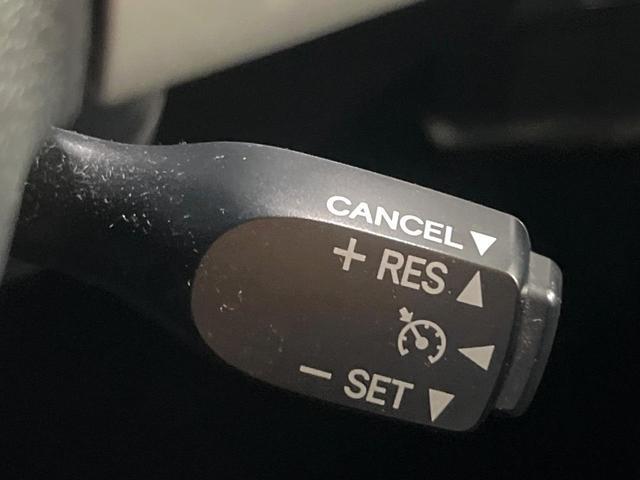 CANCEL ▼
+ RES ▲
◀
− SET ▼